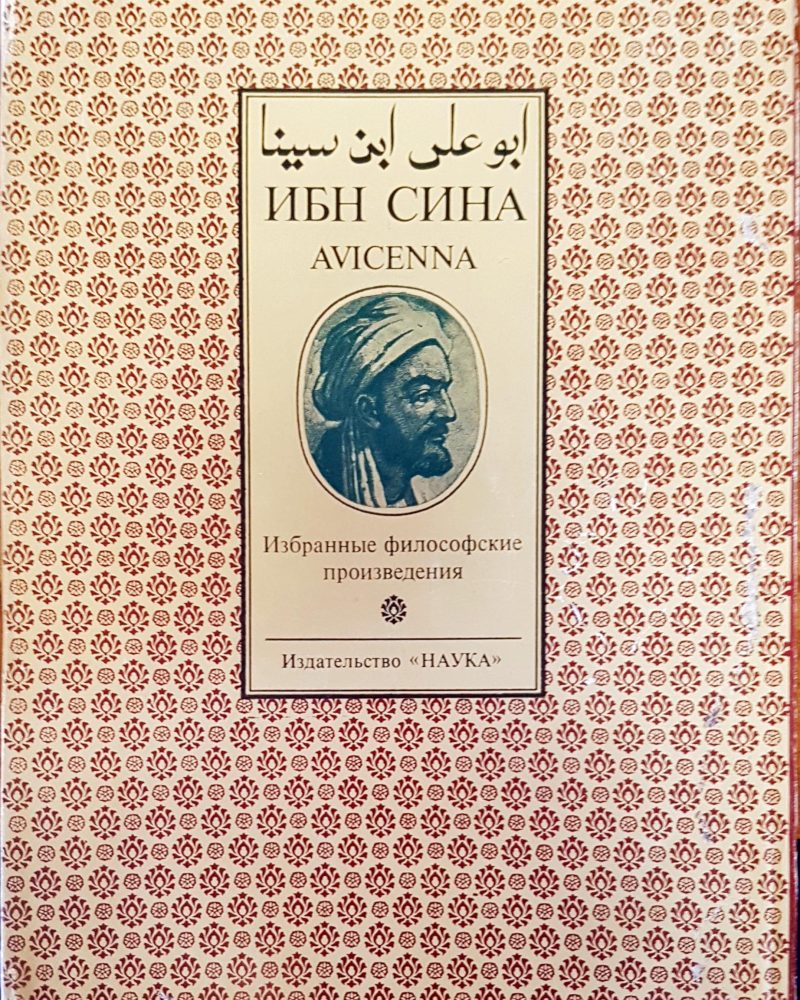 ابو علی ابن سینا
ИБН СИНА
AVICENNA
Избранные философские
произведения
Издательство «НАУКА»